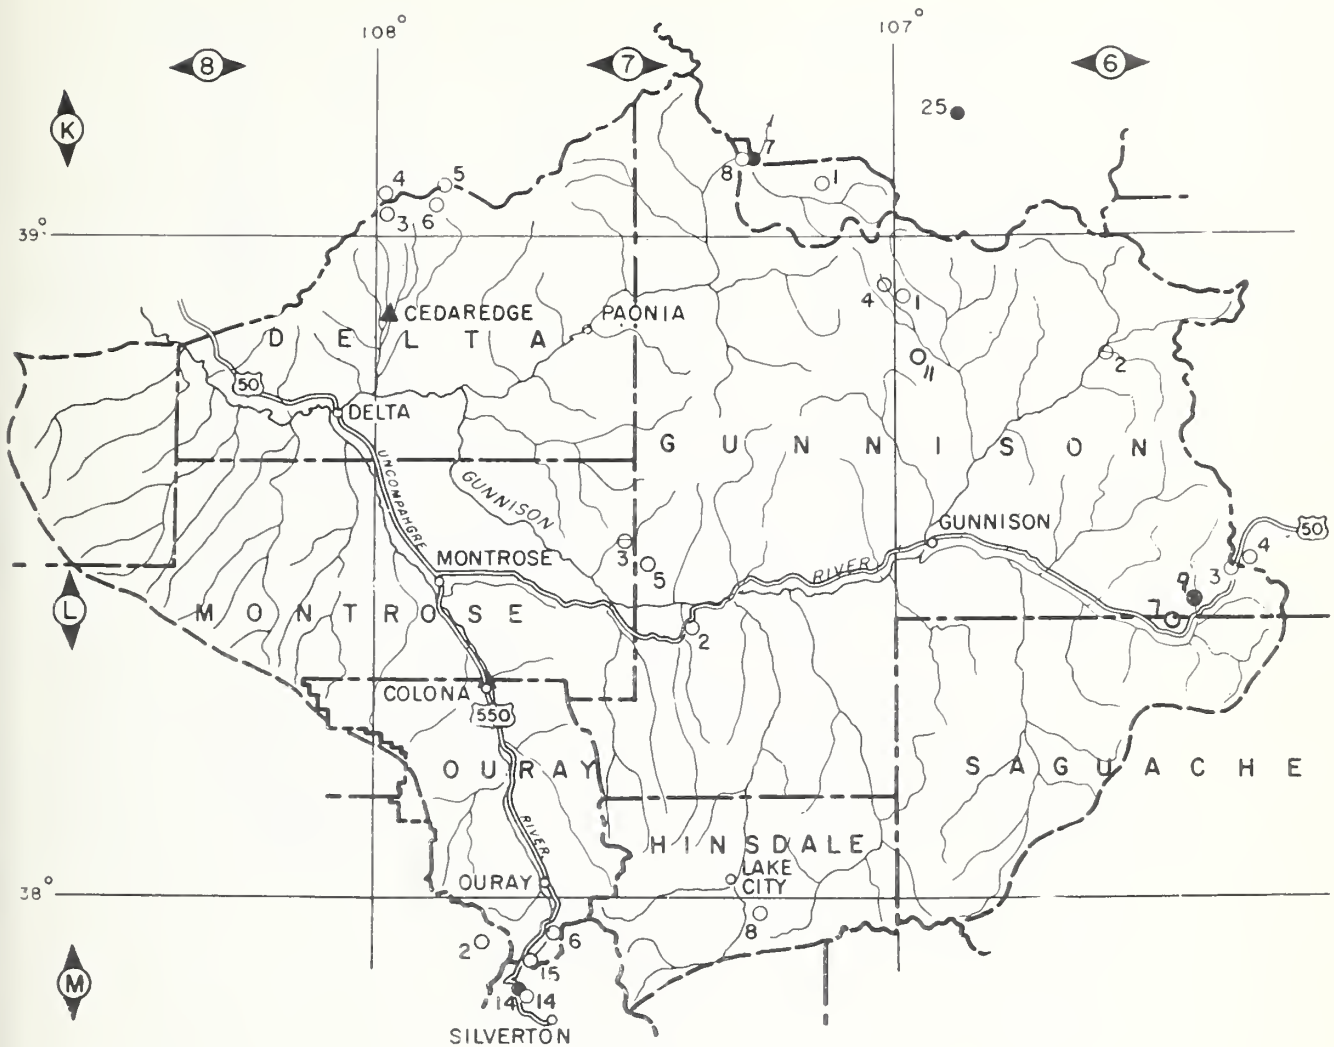 108°
107°
8
7
6
K
25
7
8
1
4
5
3
6
39°
4
1
CEDAREDGE
PAONIA
D E L T A
2
11
50
DELTA
G U N N I S O N
UNCOMPAHGRE
GUNNISON
GUNNISON
50
MONTROSE
3
5
RIVER
3
4
9
7
L
M O N T R O S E
2
COLONA
550
O U R A Y
S A G U A C H E
RIVER
H I N S D A L E
LAKE
CITY
OURAY
38°
8
2
6
15
M
14
14
SILVERTON